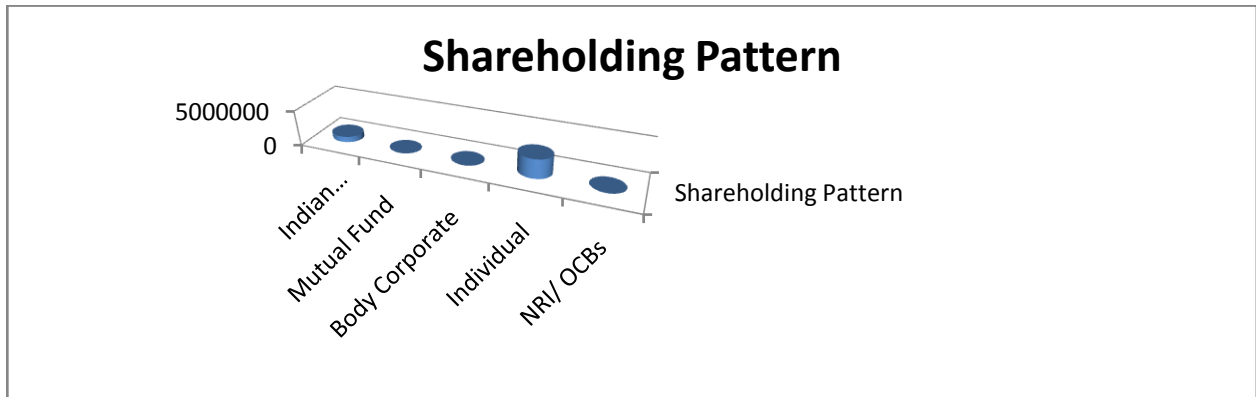 Shareholding Pattern
5000000
0
Indian...
Mutual Fund
Body Corporate
Individual
NRI/ OCBs
Shareholding Pattern